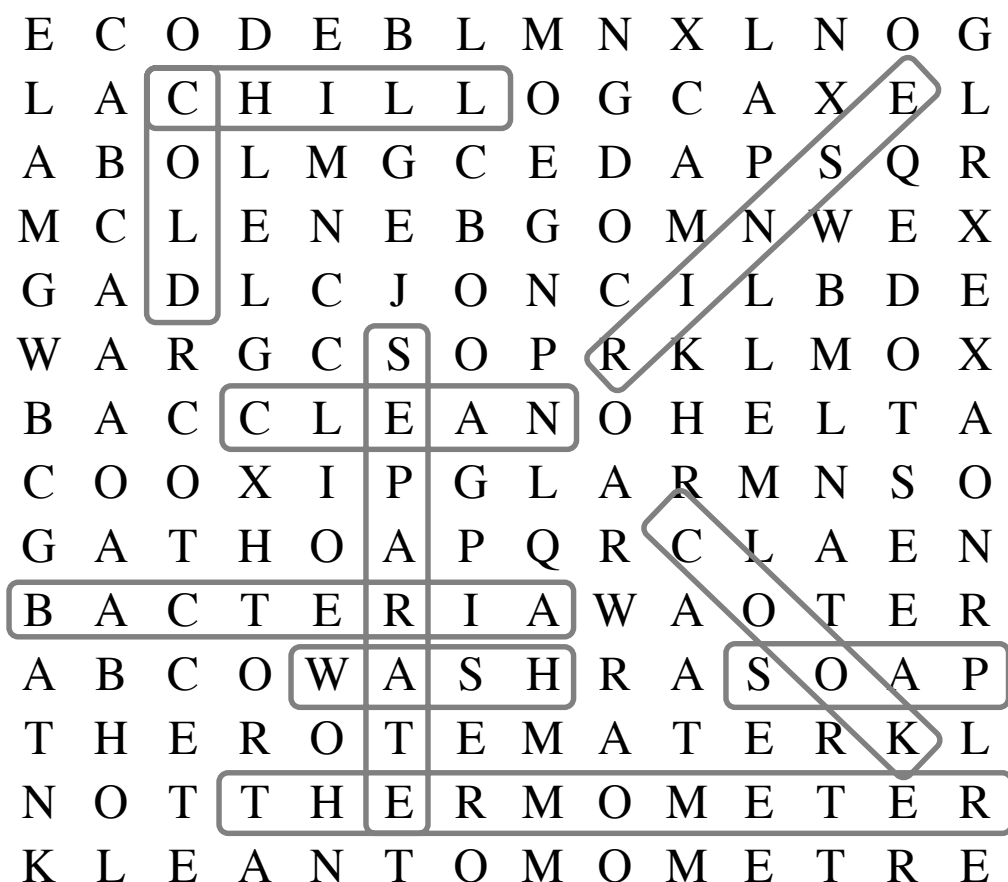 E C O D E B L M N X L N O G
L A C H I L L O G C A X E L
A B O L M G C E D A P S Q R
M C L E N E B G O M N W E X
G A D L C J O N C I L B D E
W A R G C S O P R K L M O X
B A C C L E A N O H E L T A
C O O X I P G L A R M N S O
G A T H O A P Q R C L A E N
B A C T E R I A W A O T E R
A B C O W A S H R A S O A P
T H E R O T E M A T E R K L
N O T T H E R M O M E T E R
K L E A N T O M O M E T R E